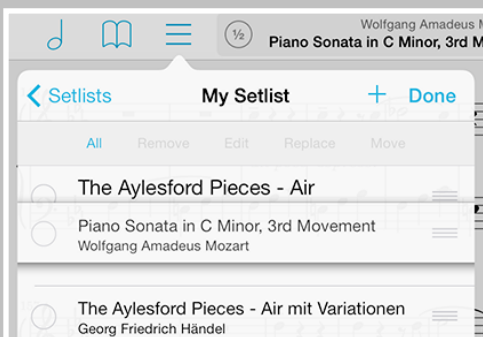 ½
Wolfgang Amadeus
Piano Sonata in C Minor, 3rd M
Setlists My Setlist + Done
All Remove Edit Replace Move
The Aylesford Pieces - Air
Piano Sonata in C Minor, 3rd Movement
Wolfgang Amadeus Mozart
The Aylesford Pieces - Air mit Variationen
Georg Friedrich Händel